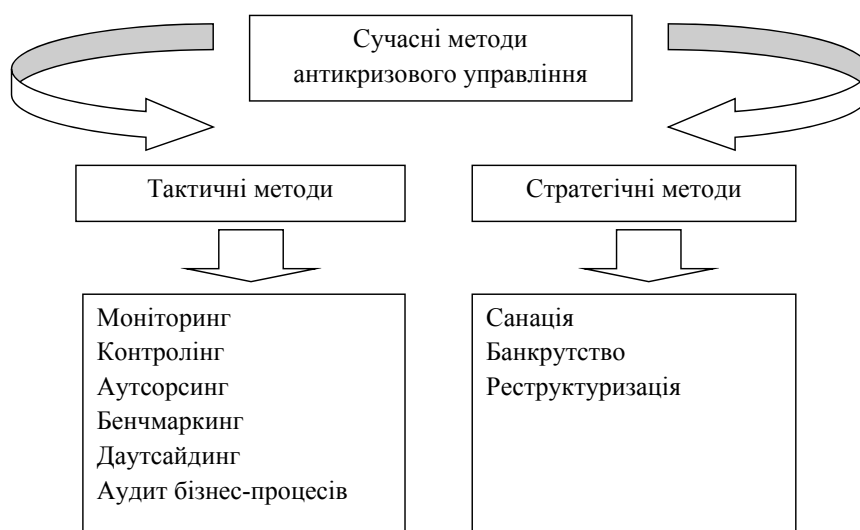 Сучасні методи
антикризового управління
Тактичні методи
Стратегічні методи
Моніторинг
Контролінг
Аутсорсинг
Бенчмаркинг
Даутсайдинг
Аудит бізнес-процесів
Санація
Банкрутство
Реструктуризація